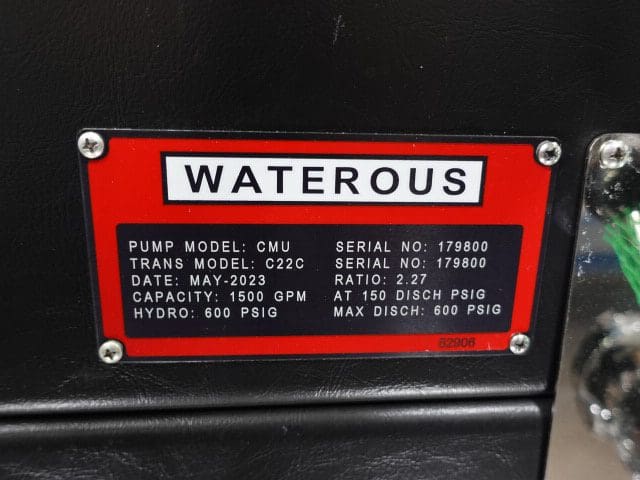 WATEROUS
PUMP MODEL: CMU SERIAL NO: 179800
TRANS MODEL: C22C SERIAL NO: 179800
DATE: MAY-2023 RATIO: 2.27
CAPACITY: 1500 GPM AT 150 DISCH PSIG
HYDRO: 600 PSIG MAX DISCH: 600 PSIG
82906